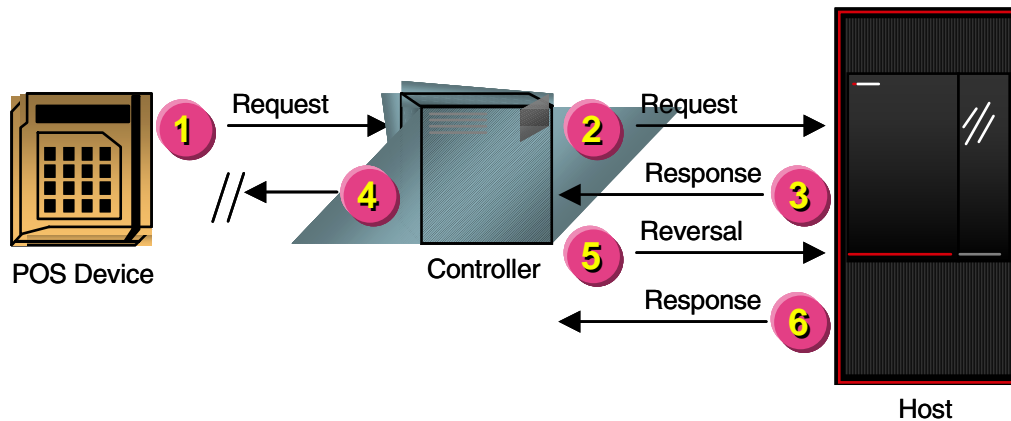 1
Request
2
Request
Response
3
4
5
Reversal
Response
6
POS Device
Controller
Host